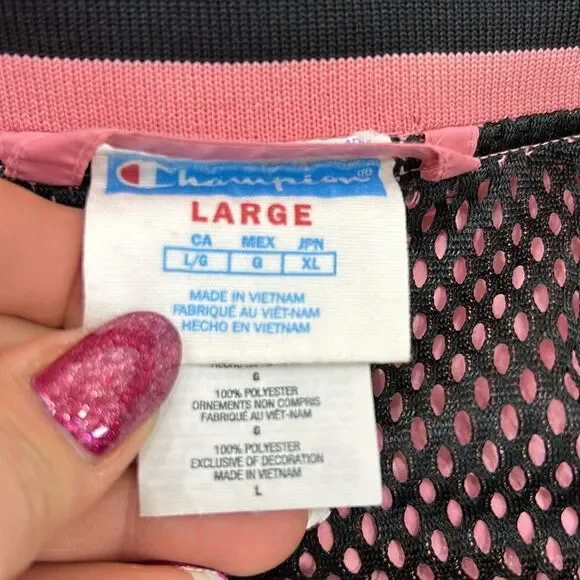 Champion®
LARGE
CA MEX JPN
L/G G XL
MADE IN VIETNAM
FABRIQUÉ AU VIÊT-NAM
HECHO EN VIETNAM
G
100% POLYESTER
ORNEMENTS NON COMPRIS
FABRIQUÉ AU VIÊT-NAM
G
100% POLYESTER
EXCLUSIVE OF DECORATION
MADE IN VIETNAM
L